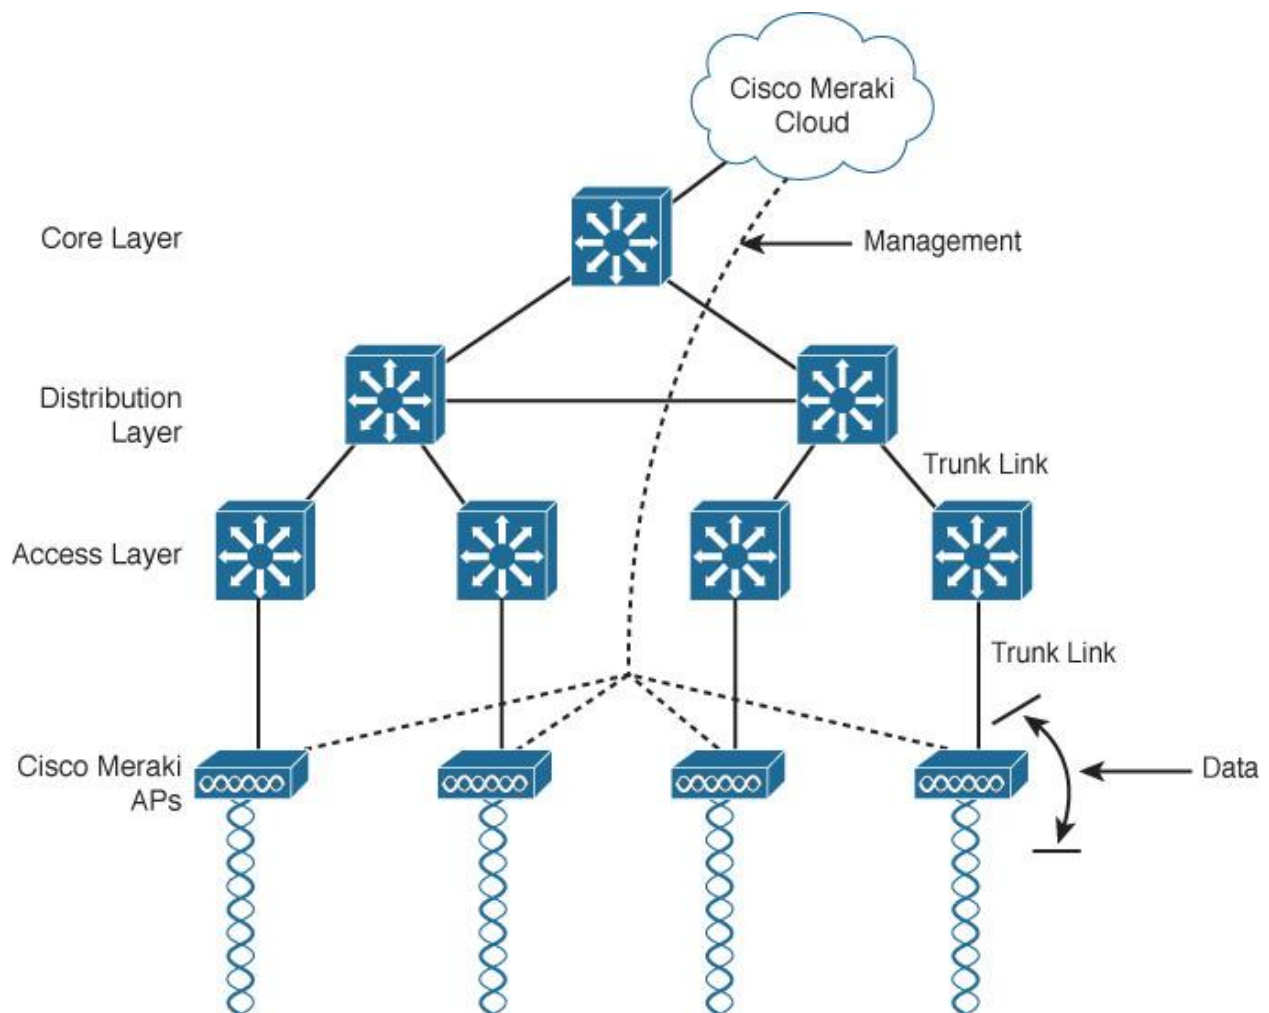 Cisco Meraki
Cloud
Core Layer
Management
Distribution
Layer
Trunk Link
Access Layer
Trunk Link
Cisco Meraki
APs
Data